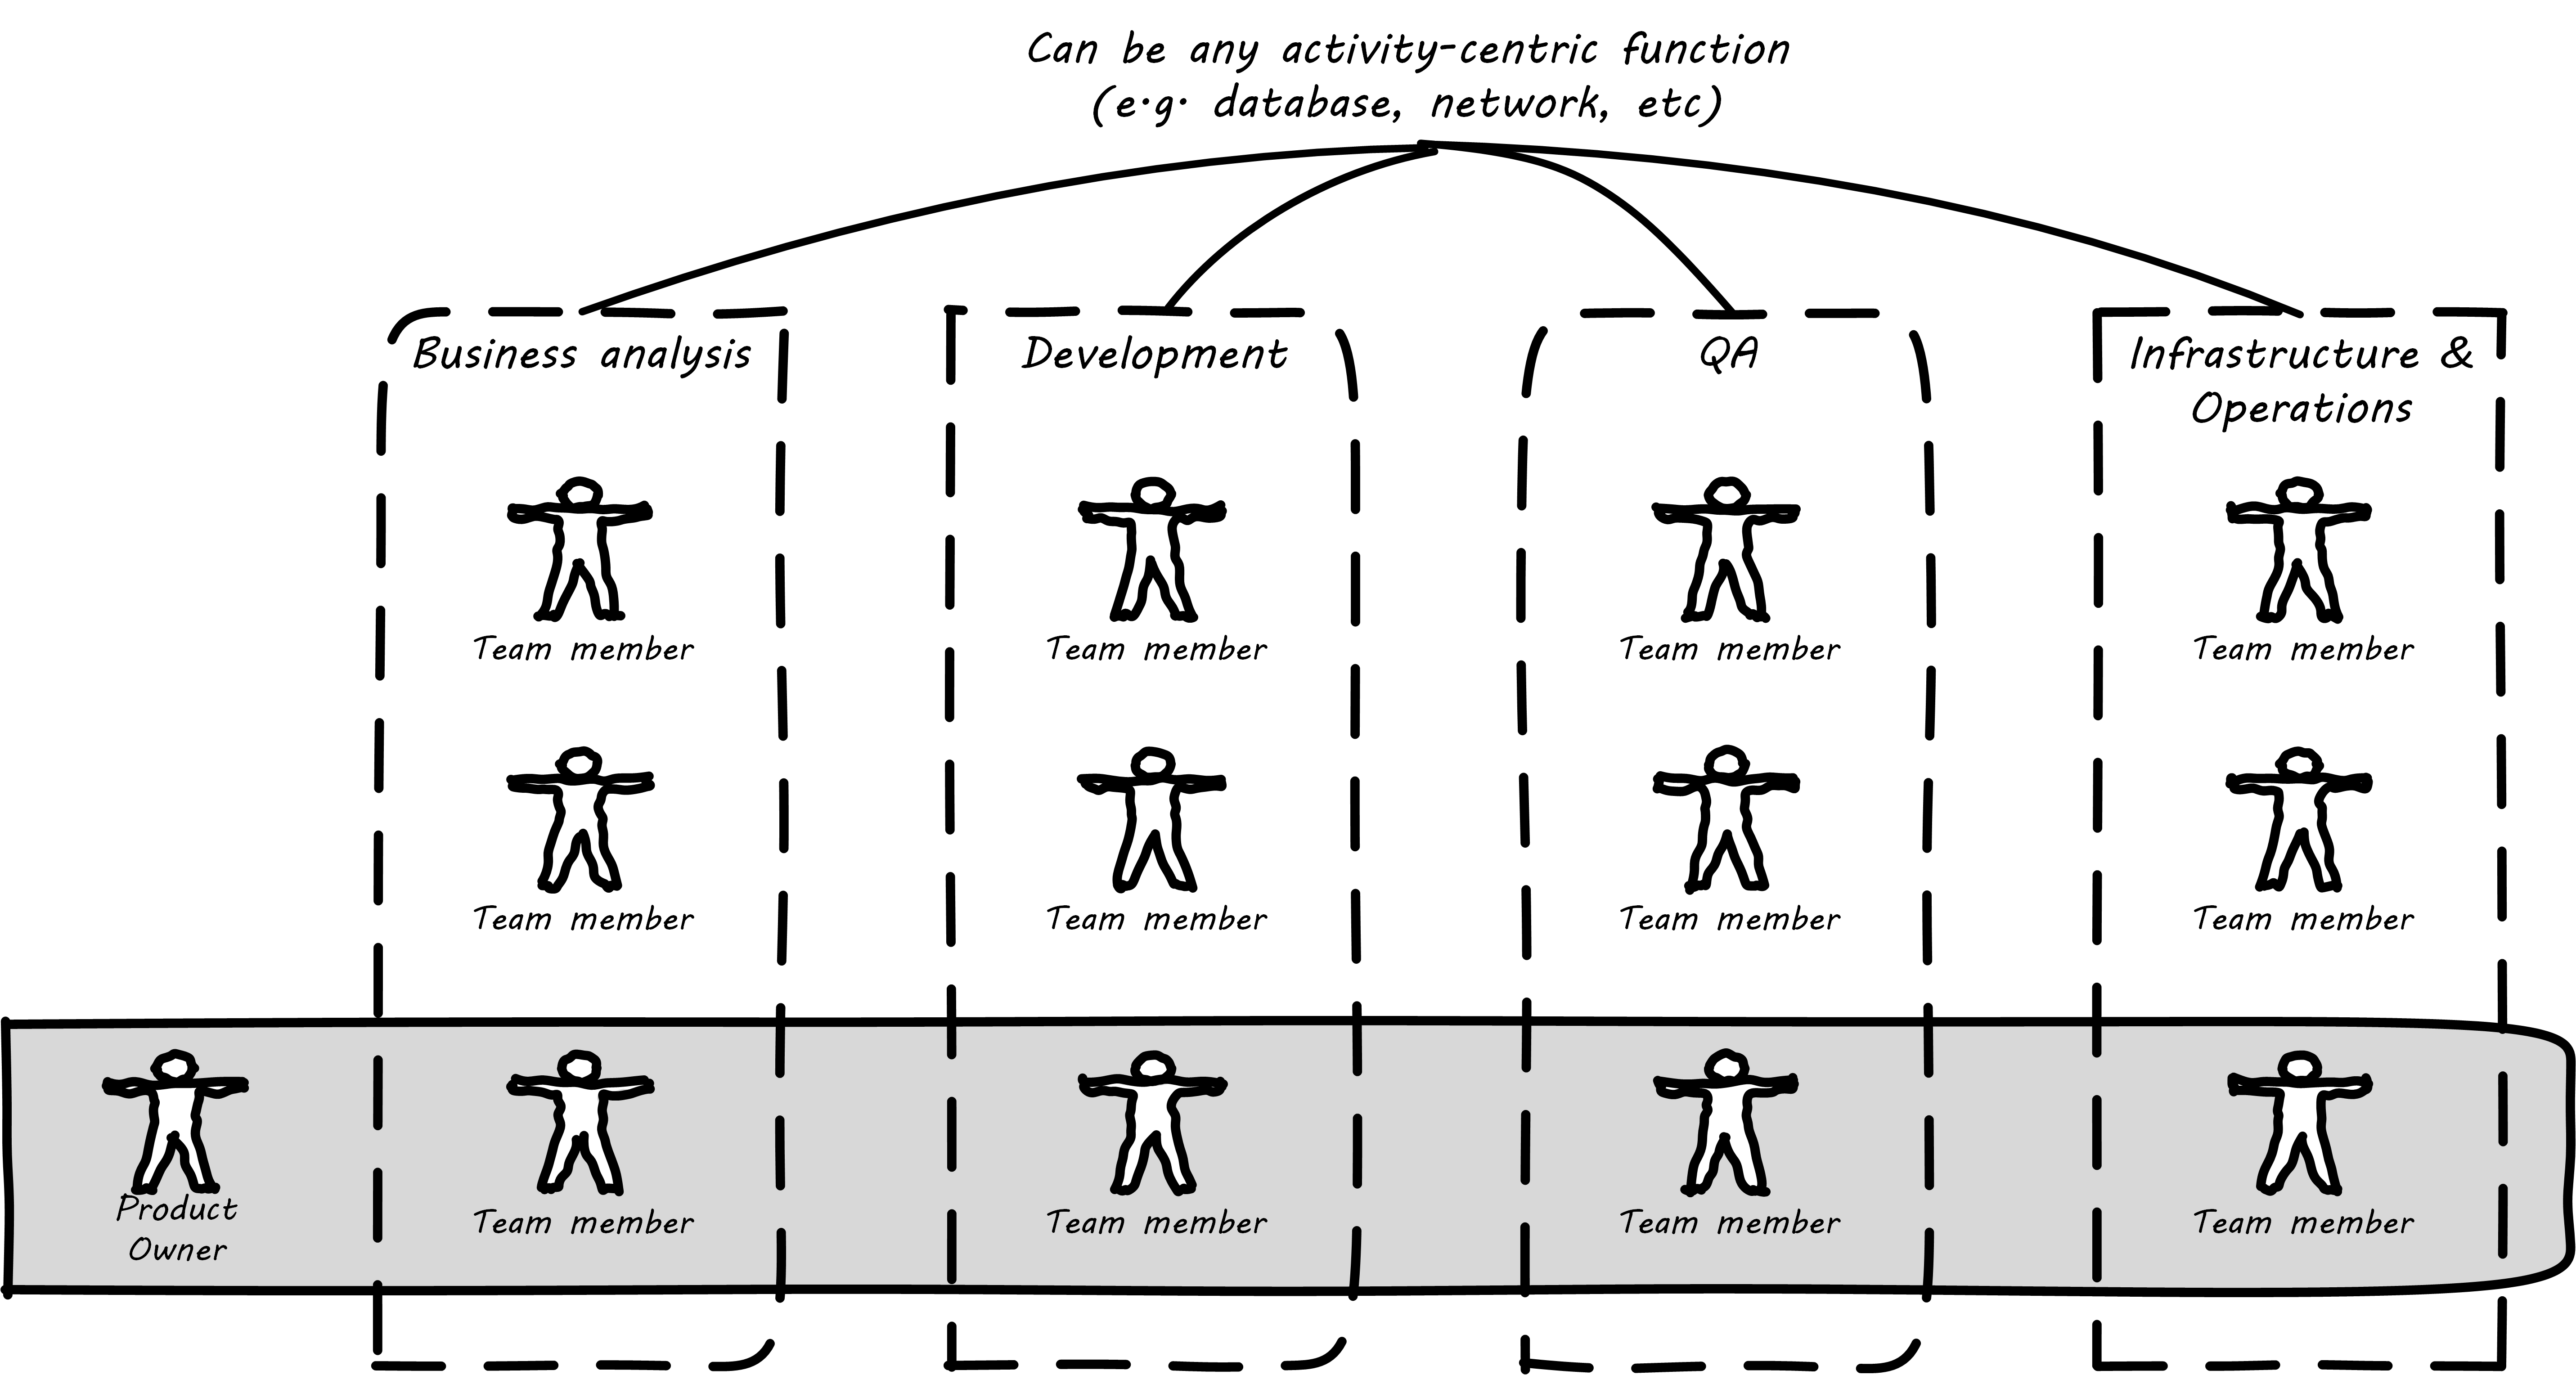 Can be any activity-centric function
(e.g. database, network, etc)
Business analysis
Development
QA
Infrastructure &
Operations
Team member
Team member
Team member
Team member
Team member
Team member
Team member
Team member
Product
Owner
Team member
Team member
Team member
Team member